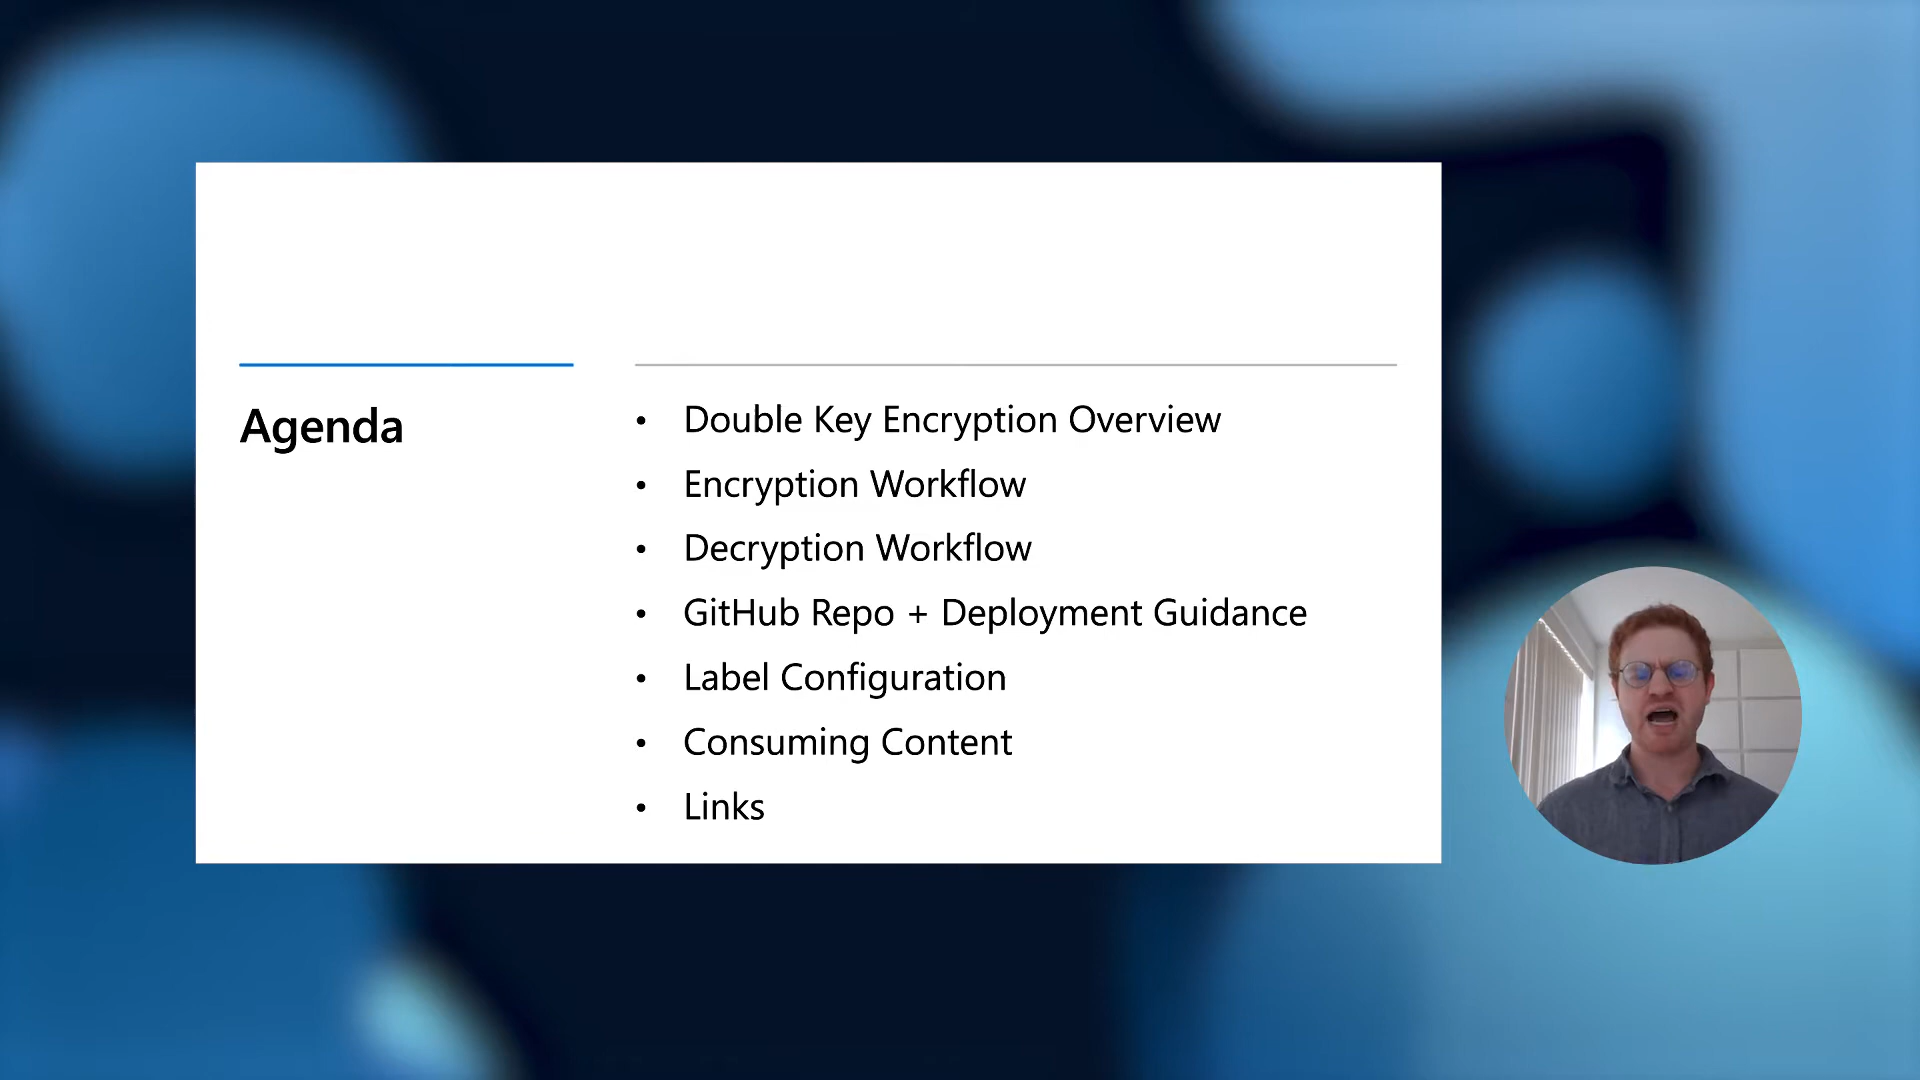 Agenda
• Double Key Encryption Overview
• Encryption Workflow
• Decryption Workflow
• GitHub Repo + Deployment Guidance
• Label Configuration
• Consuming Content
• Links